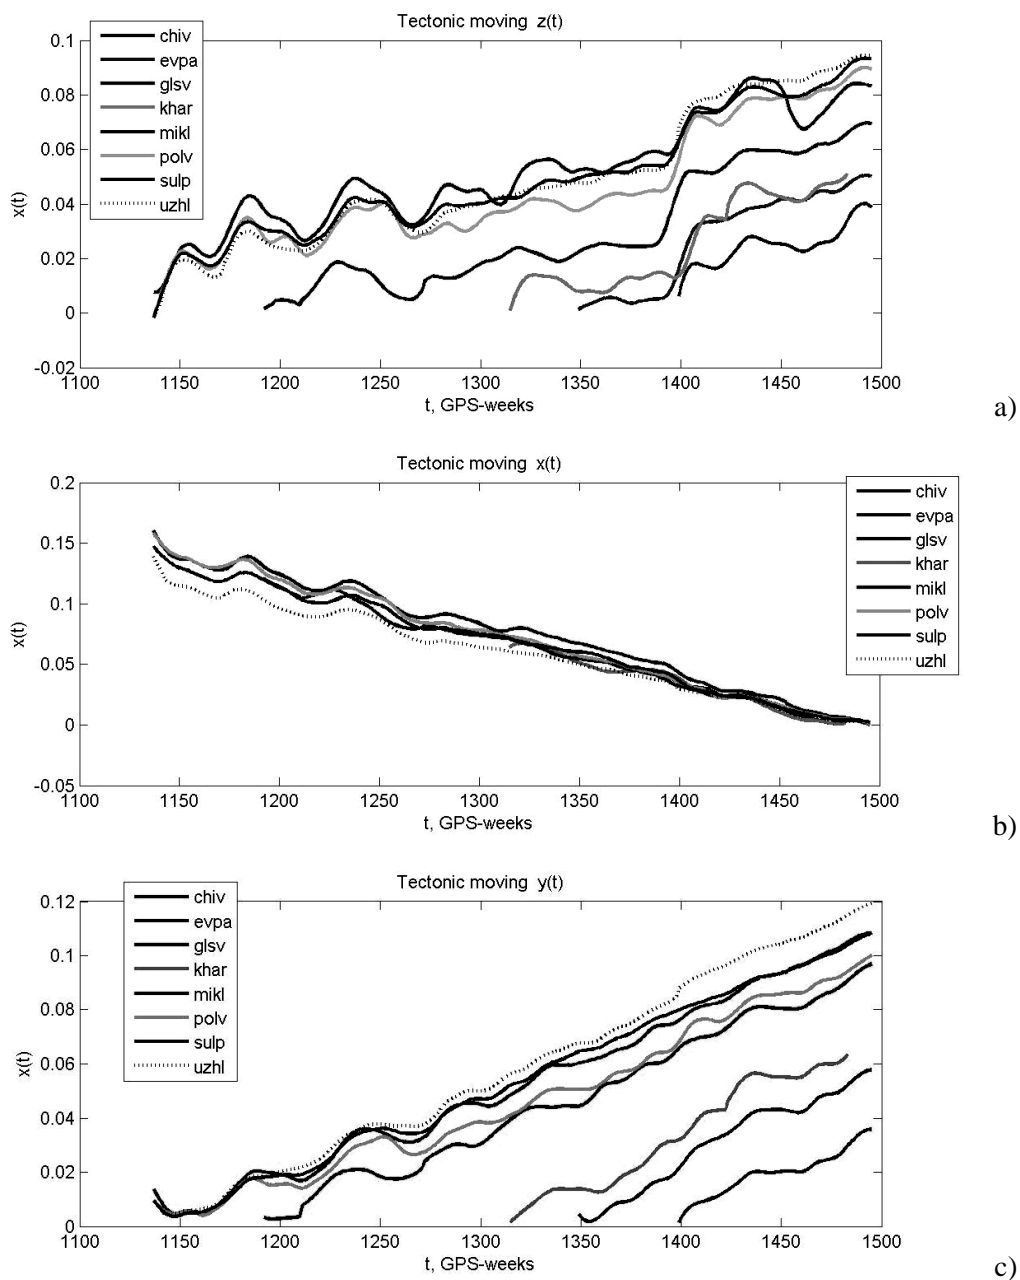 Tectonic moving z(t)
chiv
evpa
glsv
khar
mikl
polv
sulp
uzhl
x(t)
0.1
0.08
0.06
0.04
0.02
0
-0.02
1100 1150 1200 1250 1300 1350 1400 1450 1500
t, GPS-weeks
a)
Tectonic moving x(t)
chiv
evpa
glsv
khar
mikl
polv
sulp
uzhl
x(t)
0.2
0.15
0.1
0.05
0
-0.05
1100 1150 1200 1250 1300 1350 1400 1450 1500
t, GPS-weeks
b)
Tectonic moving y(t)
chiv
evpa
glsv
khar
mikl
polv
sulp
uzhl
x(t)
0.12
0.1
0.08
0.06
0.04
0.02
0
1100 1150 1200 1250 1300 1350 1400 1450 1500
t, GPS-weeks
c)